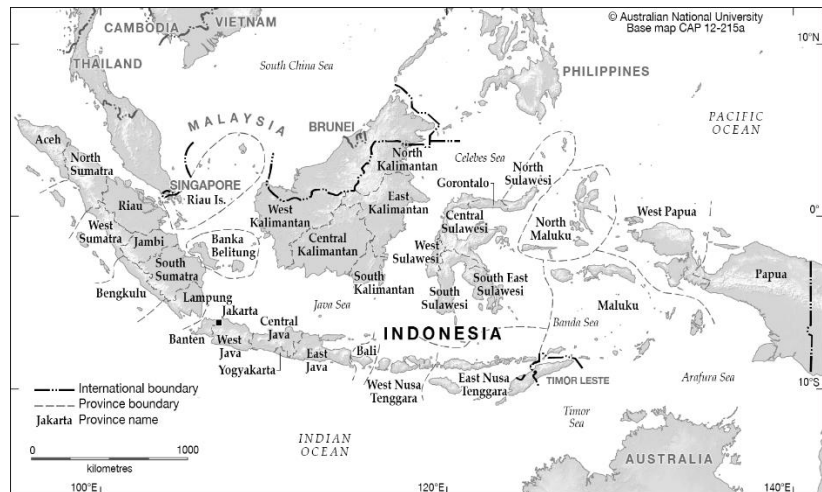 © Australian National University
Base map CAP 12-215a
10°N
CAMBODIA
VIETNAM
THAILAND
South China Sea
PHILIPPINES
PACIFIC
OCEAN
MALAYSIA
BRUNEI
Aceh
North
Sumatra
SINGAPORE
Riau Is.
North
Kalimantan
Celebes Sea
North
Sulawesi
Gorontalo
Riau
West
Kalimantan
East
Kalimantan
Central
Sulawesi
North
Maluku
West Papua
0°
West
Sumatra
Jambi
Banka
Belitung
Central
Kalimantan
West
Sulawesi
Papua
South
Sumatra
Bengkulu
South
Kalimantan
South
Sulawesi
South East
Sulawesi
Maluku
Lampung
Jakarta
Java Sea
Banda Sea
INDONESIA
Banten
West
Java
Central
Java
Yogyakarta
East
Java
Bali
West Nusa
Tenggara
East Nusa
Tenggara
TIMOR LESTE
Arafura Sea
10°S
Timor
Sea
International boundary
Province boundary
Jakarta Province name
0 1000
kilometres
INDIAN
OCEAN
AUSTRALIA
100°E
120°E
140°E